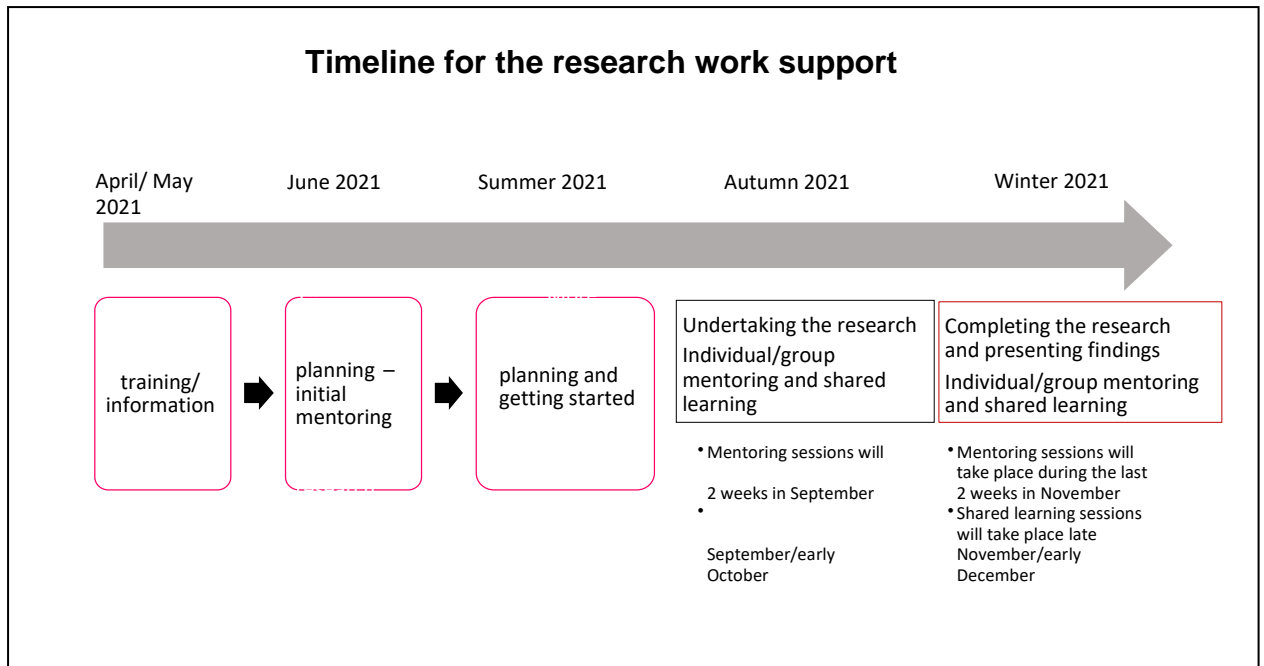 Timeline for the research work support
April/ May
2021
June 2021
Summer 2021
Autumn 2021
Winter 2021
training/
information
planning –
initial
mentoring
planning and
getting started
Undertaking the research
Individual/group
mentoring and shared
learning
Completing the research
and presenting findings
Individual/group mentoring
and shared learning
• Mentoring sessions will
2 weeks in September
•
September/early
October
• Mentoring sessions will
take place during the last
2 weeks in November
• Shared learning sessions
will take place late
November/early
December